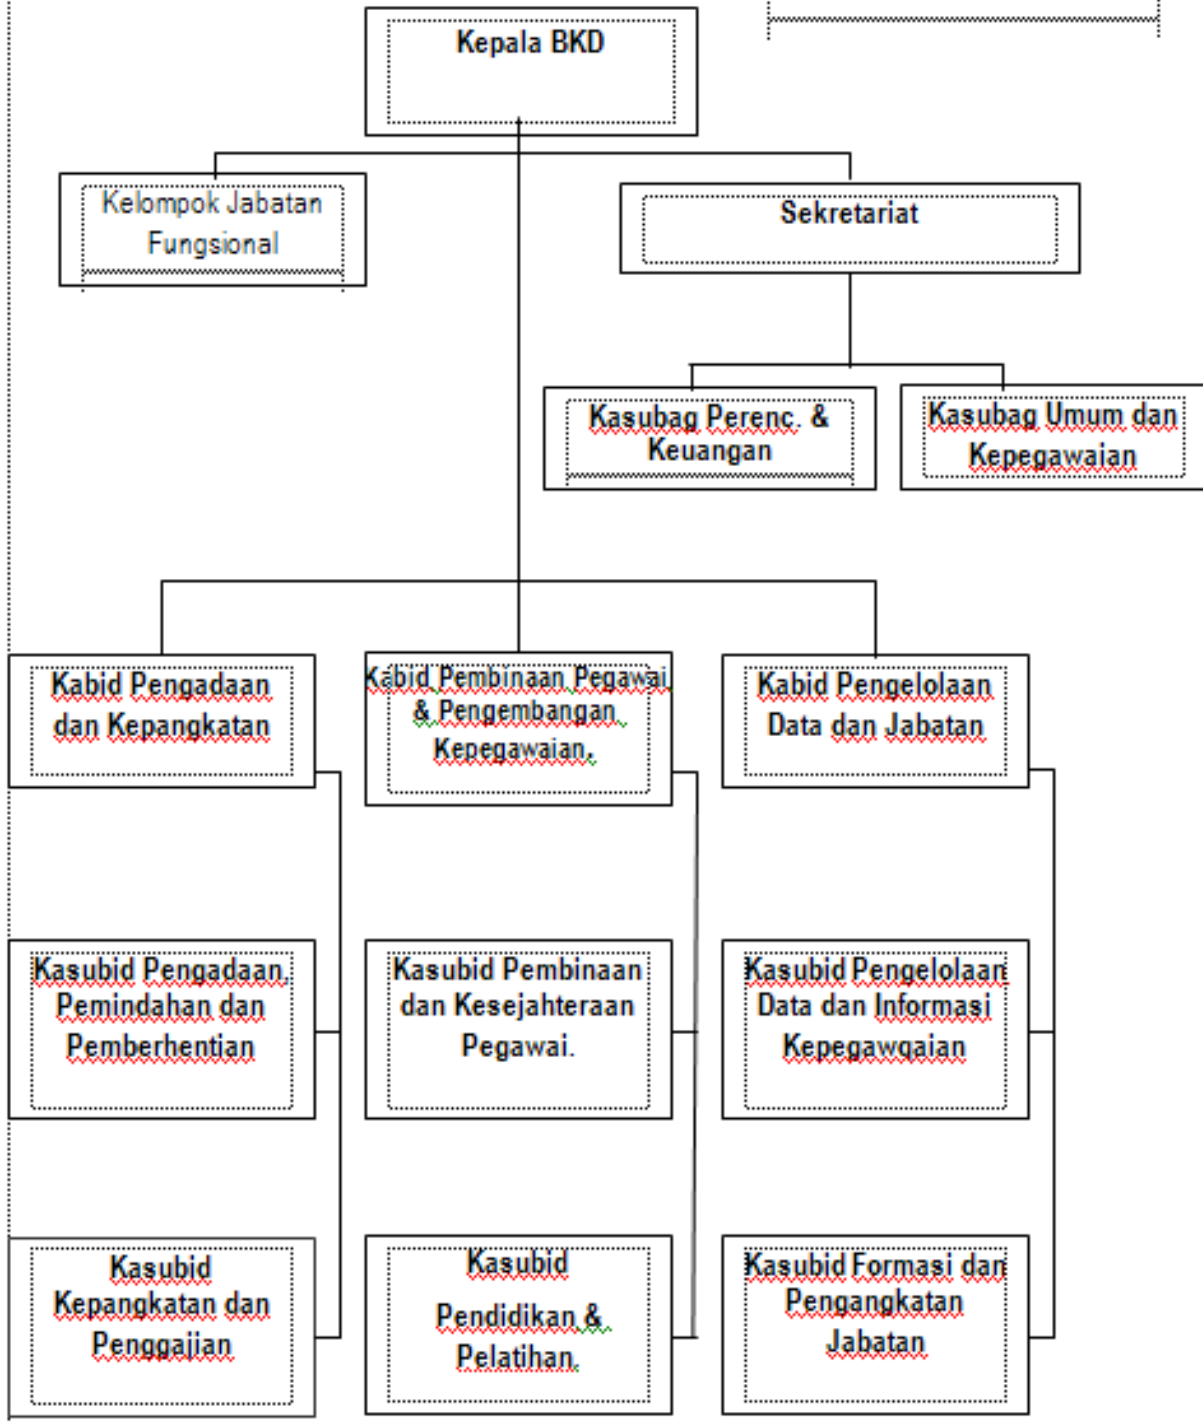 Kepala BKD
Kelompok Jabatan
Fungsional
Sekretariat
Kasubag Perenc. &
Keuangan
Kasubag Umum dan
Kepegawaian
Kabid Pengadaan
dan Kepangkatan
Kabid Pembinaan Pegawai
& Pengembangan
Kepegawaian.
Kabid Pengelolaan
Data dan Jabatan
Kasubid Pengadaan,
Pemindahan dan
Pemberhentian
Kasubid Pembinaan
dan Kesejahteraan
Pegawai.
Kasubid Pengelolaan
Data dan Informasi
Kepegawqaian
Kasubid
Kepangkatan dan
Penggajian
Kasubid
Pendidikan &
Pelatihan.
Kasubid Formasi dan
Pengangkatan
Jabatan